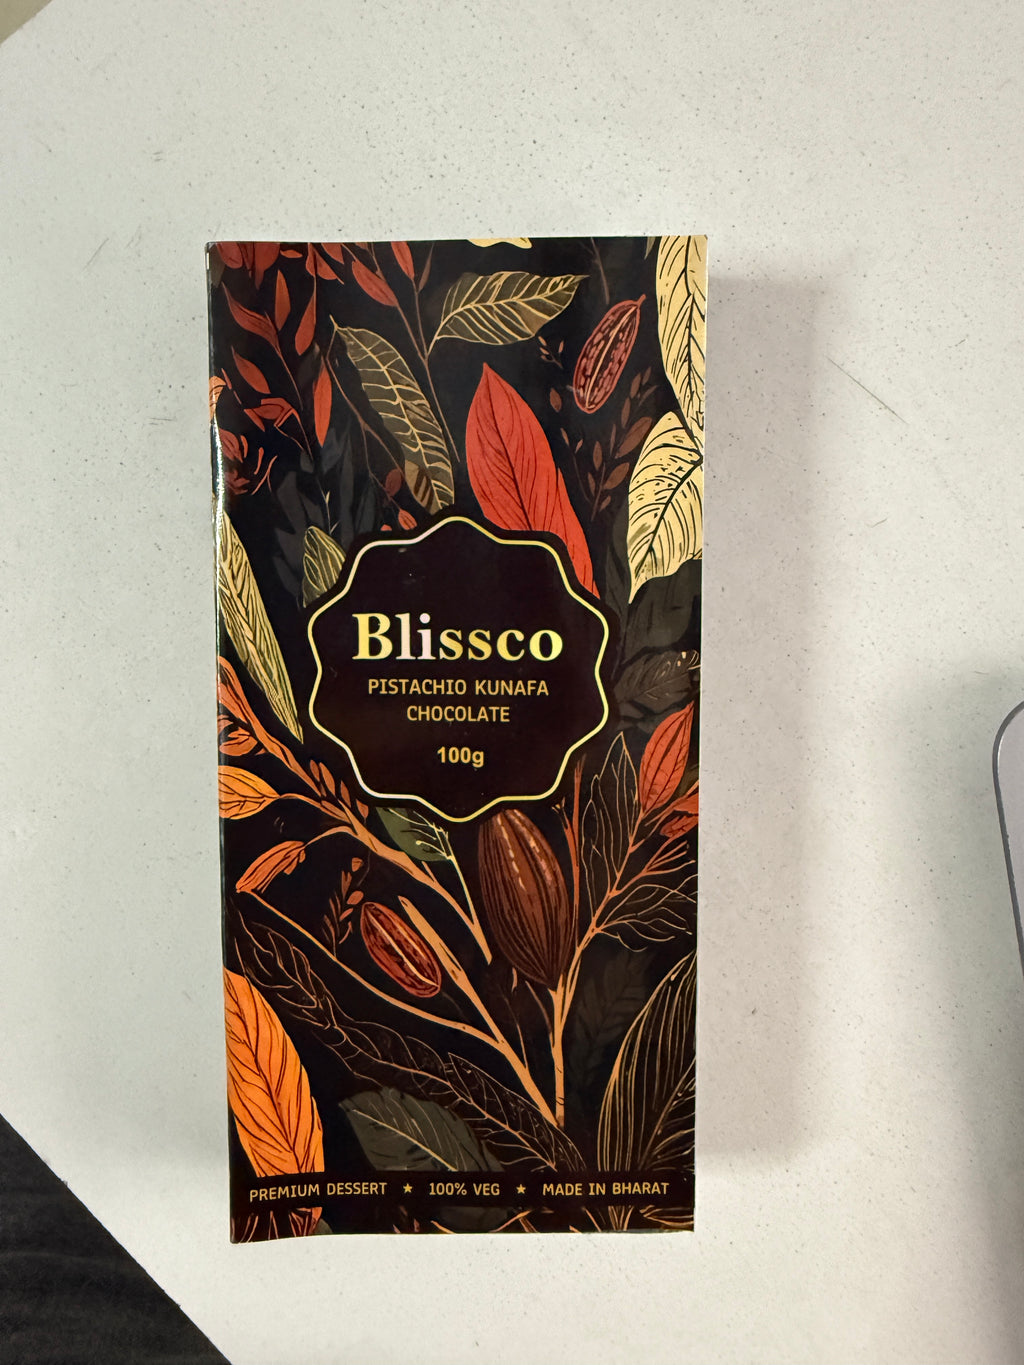 Blissco
PISTACHIO KUNAFA
CHOCOLATE
100g
PREMIUM DESSERT ★ 100% VEG ★ MADE IN BHARAT